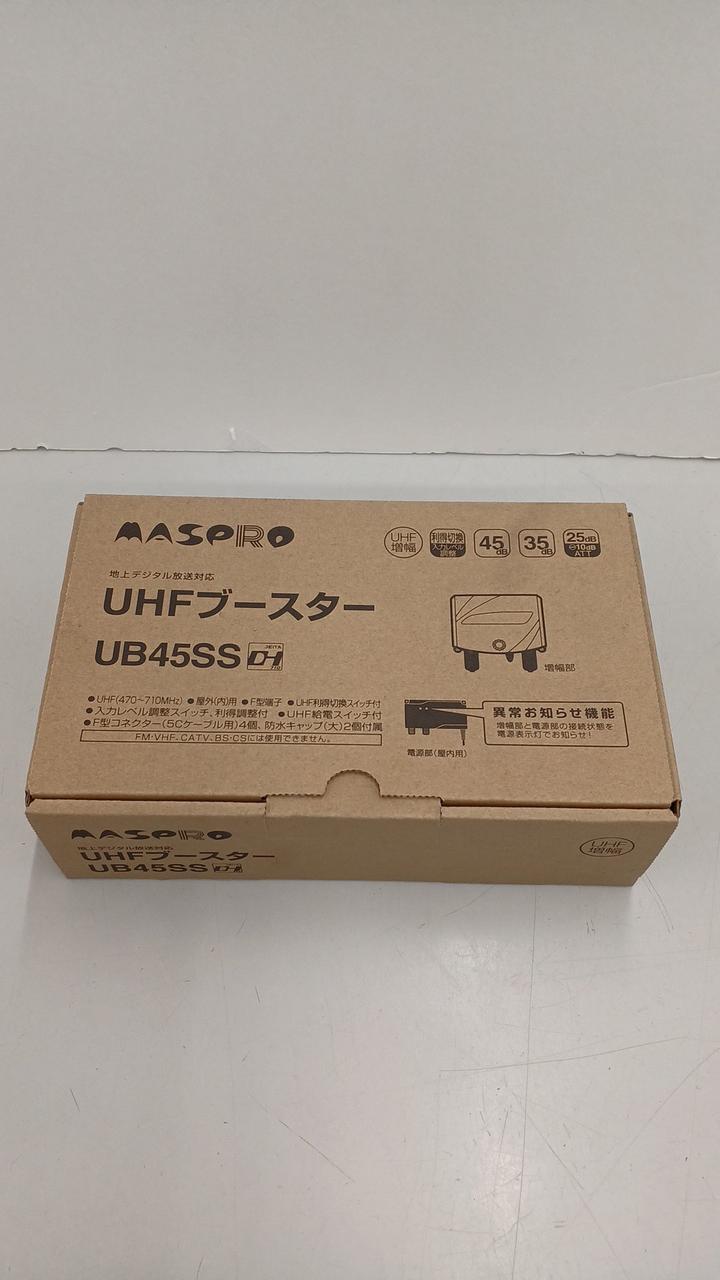 MASPRO
UHF増幅
利得切換
入力レベル調整
45dB
35dB
25dB
⊖10dB
ATT
地上デジタル放送対応
UHFブースター
UB45SS JEITA DH 710
増幅部
●UHF(470〜710MHz) ●屋外(内)用 ●F型端子 ●UHF利得切換スイッチ付
●入力レベル調整スイッチ、利得調整付 ●UHF給電スイッチ付
●F型コネクター(5Cケーブル用)4個、防水キャップ(大)2個付属
FM・VHF、CATV、BS・CSには使用できません。
異常お知らせ機能
増幅部と電源部の接続状態を
電源表示灯でお知らせ!
電源部(屋内用)
MASPRO
地上デジタル放送対応
UHFブースター
UB45SS DH
UHF増幅